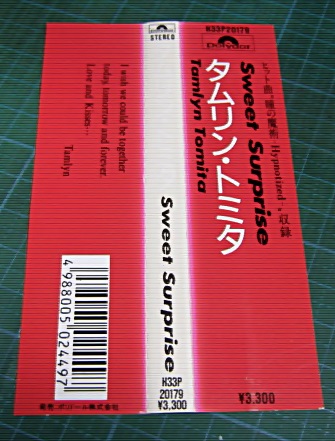 H33P20179
polydor
ヒット曲"瞳の魔術 -Hypnotized-"収録
Sweet Surprise
タムリン・トミタ
Tamlyn Tomita
STEREO
Sweet Surprise
H33P
20179
¥3,300
I wish we could be together
today, tomorrow and forever.
Love and Kisses…
Tamlyn
4 988005 024497
発売:ポリドール株式会社
¥3,300